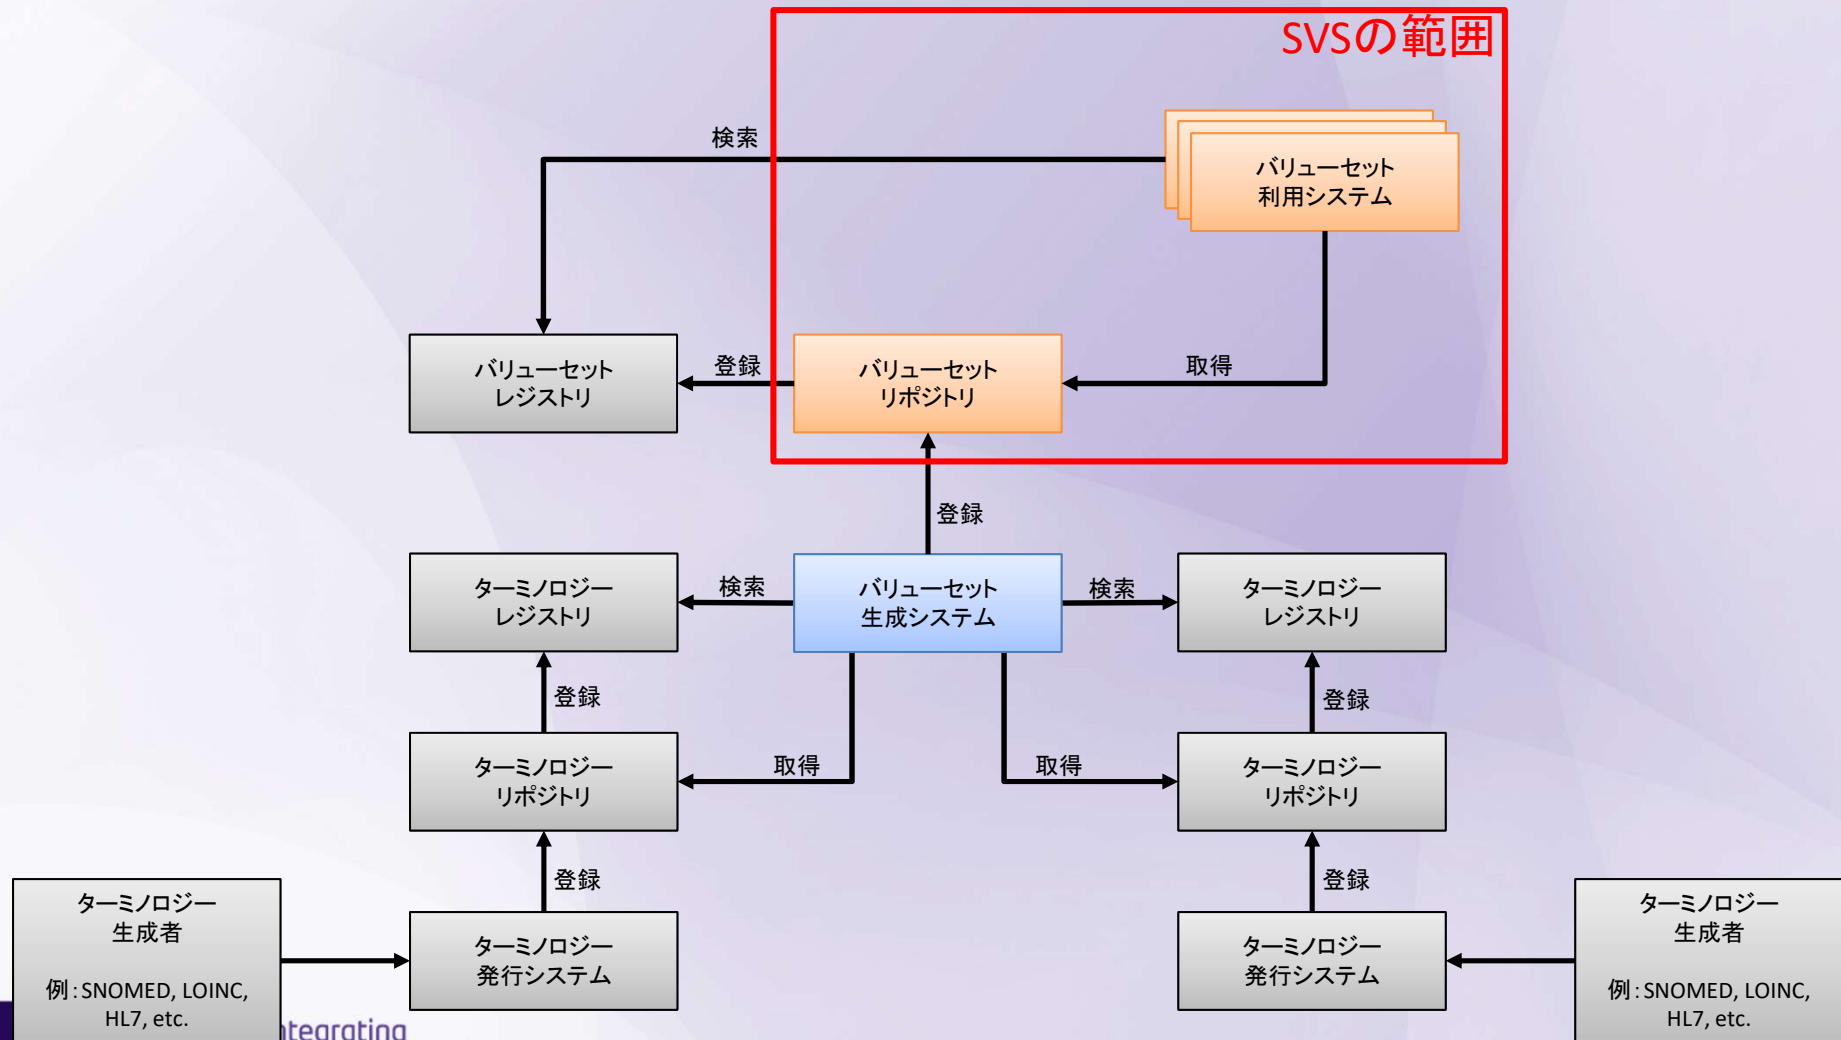 SVSの範囲
検索
バリューセット
利用システム
バリューセット
レジストリ
登録
バリューセット
リポジトリ
取得
登録
ターミノロジー
レジストリ
検索
バリューセット
生成システム
検索
ターミノロジー
レジストリ
登録
登録
ターミノロジー
リポジトリ
取得
取得
ターミノロジー
リポジトリ
登録
登録
ターミノロジー
生成者
例：SNOMED, LOINC,
HL7, etc.
ターミノロジー
発行システム
ターミノロジー
発行システム
ターミノロジー
生成者
例：SNOMED, LOINC,
HL7, etc.
ntegrating